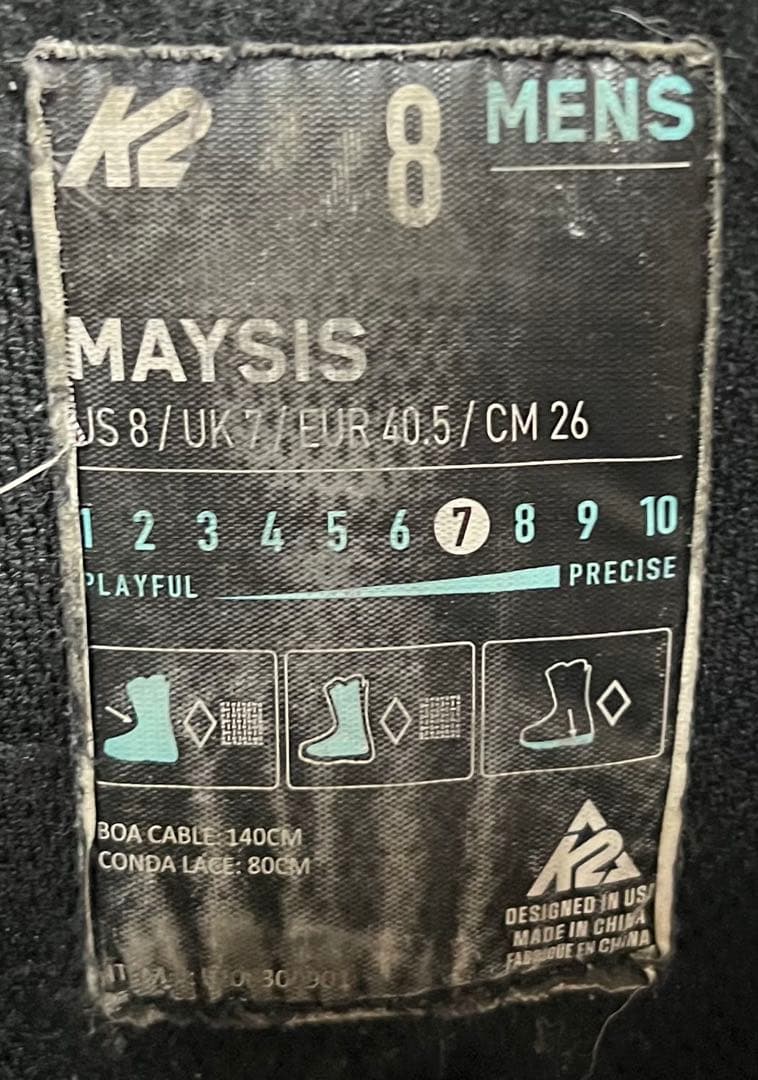 K2 8 MENS
MAYSIS
US 8 / UK 7 / EUR 40.5 / CM 26
1 2 3 4 5 6 7 8 9 10
PLAYFUL PRECISE
BOA CABLE: 140CM
CONDA LACE: 80CM
K2
DESIGNED IN USA
MADE IN CHINA
FABRIQUE EN CHINA